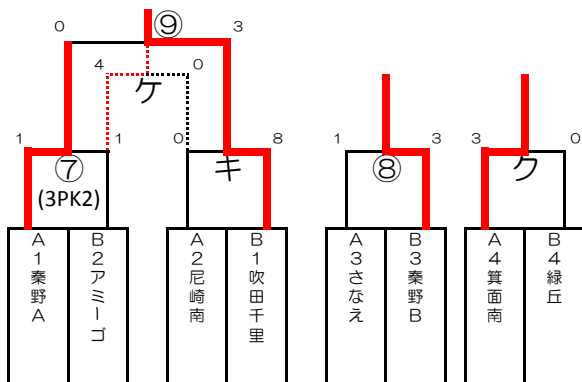 0 ⑨ 3
4 ケ 0
1 ⑦ 1
(3PK2)
0 キ 8
1 ⑧ 3
3 ク 0
A1秦野A
B2アミーゴ
A2尼崎南
B1吹田千里
A3さなえ
B3秦野B
A4箕面南
B4緑丘